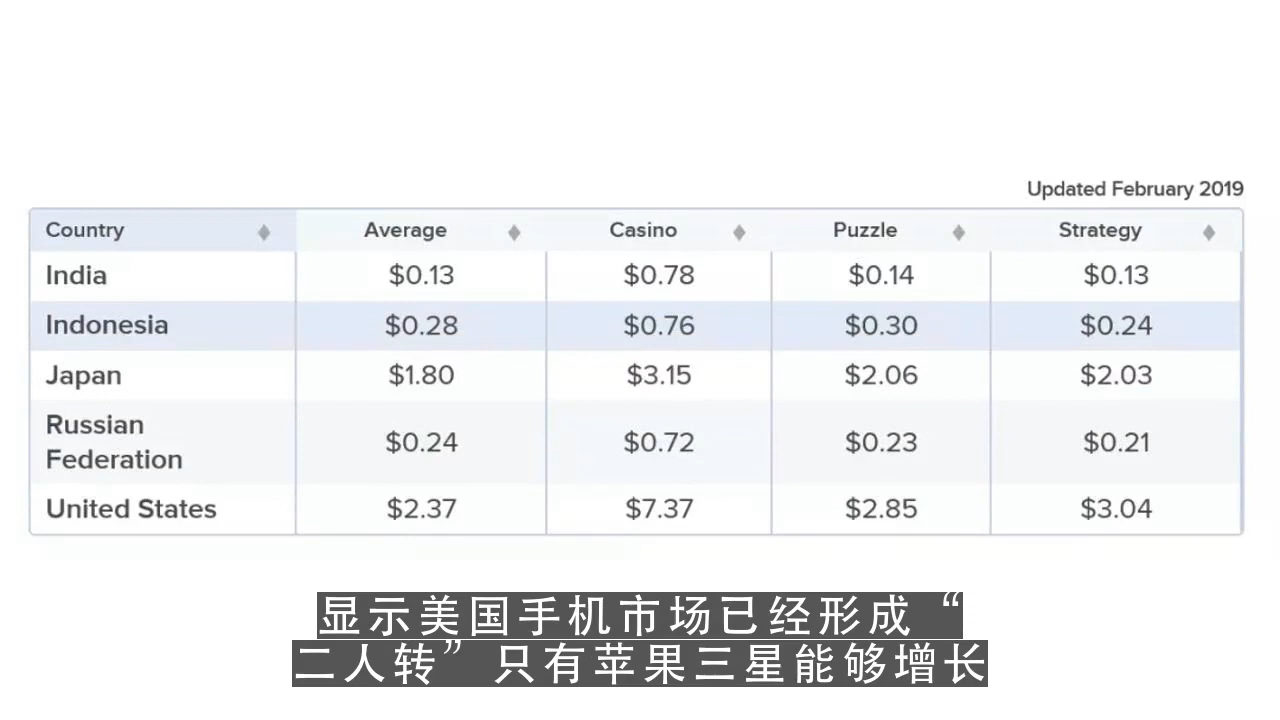 Updated February 2019
Country Average Casino Puzzle Strategy
India $0.13 $0.78 $0.14 $0.13
Indonesia $0.28 $0.76 $0.30 $0.24
Japan $1.80 $3.15 $2.06 $2.03
Russian
Federation $0.24 $0.72 $0.23 $0.21
United States $2.37 $7.37 $2.85 $3.04
显示美国手机市场已经形成“
二人转”只有苹果三星能够增长